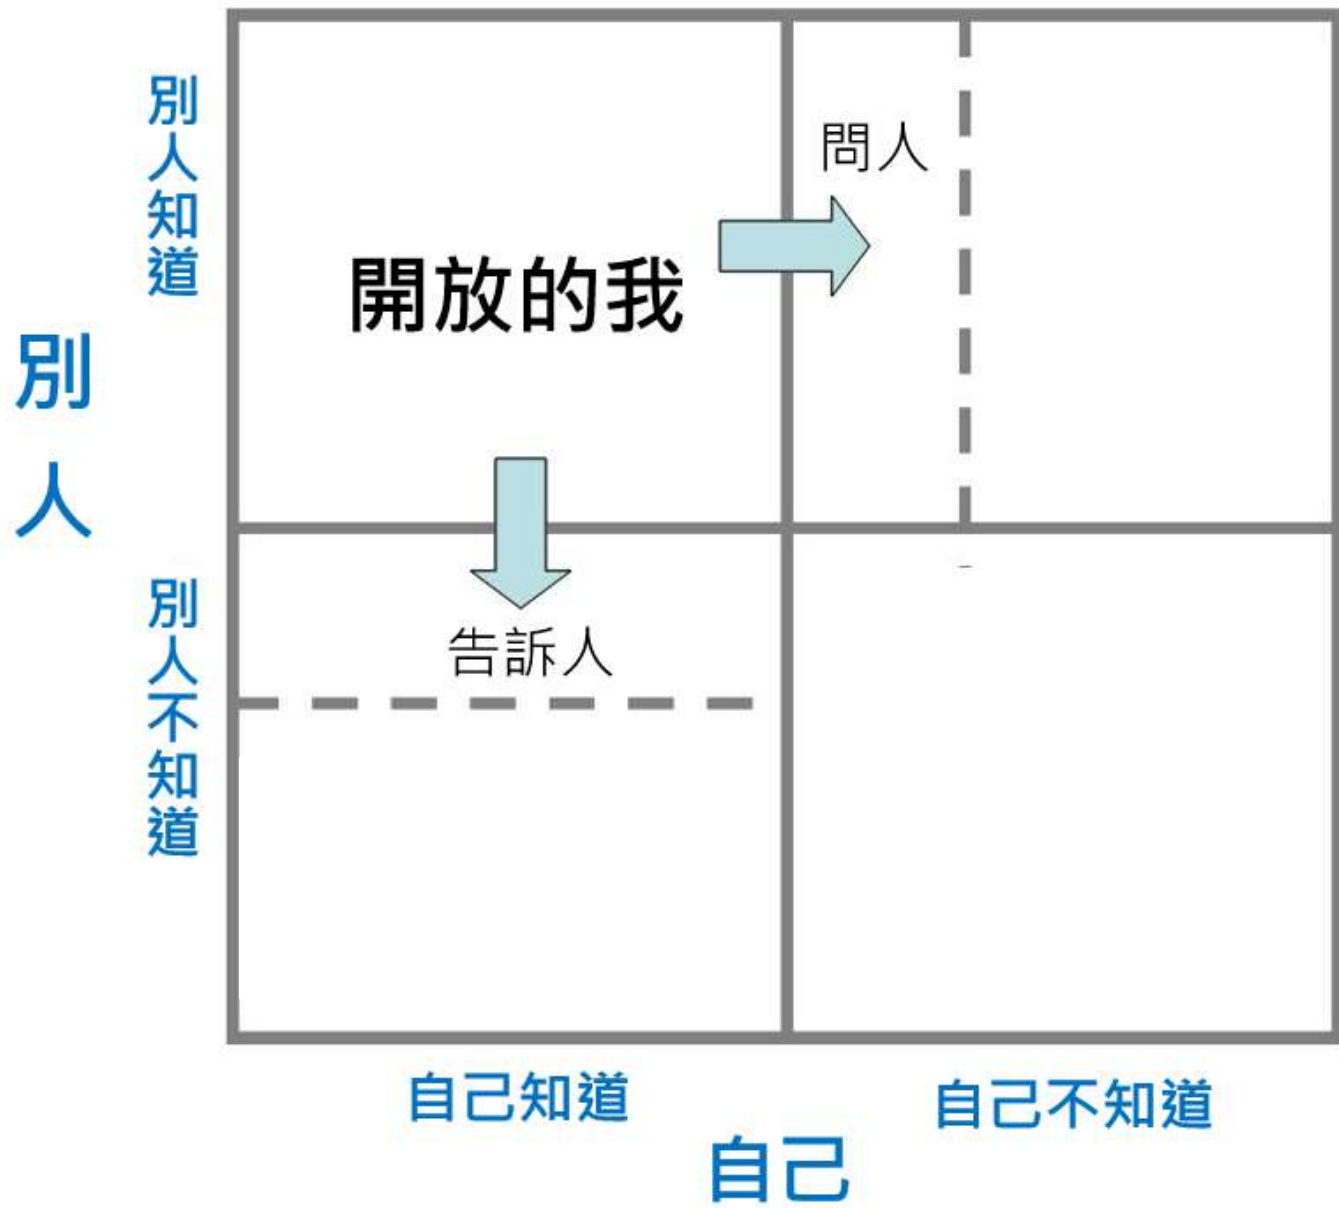 別人知道
問人
開放的我
別人
別人不知道
告訴人
自己知道
自己不知道
自己